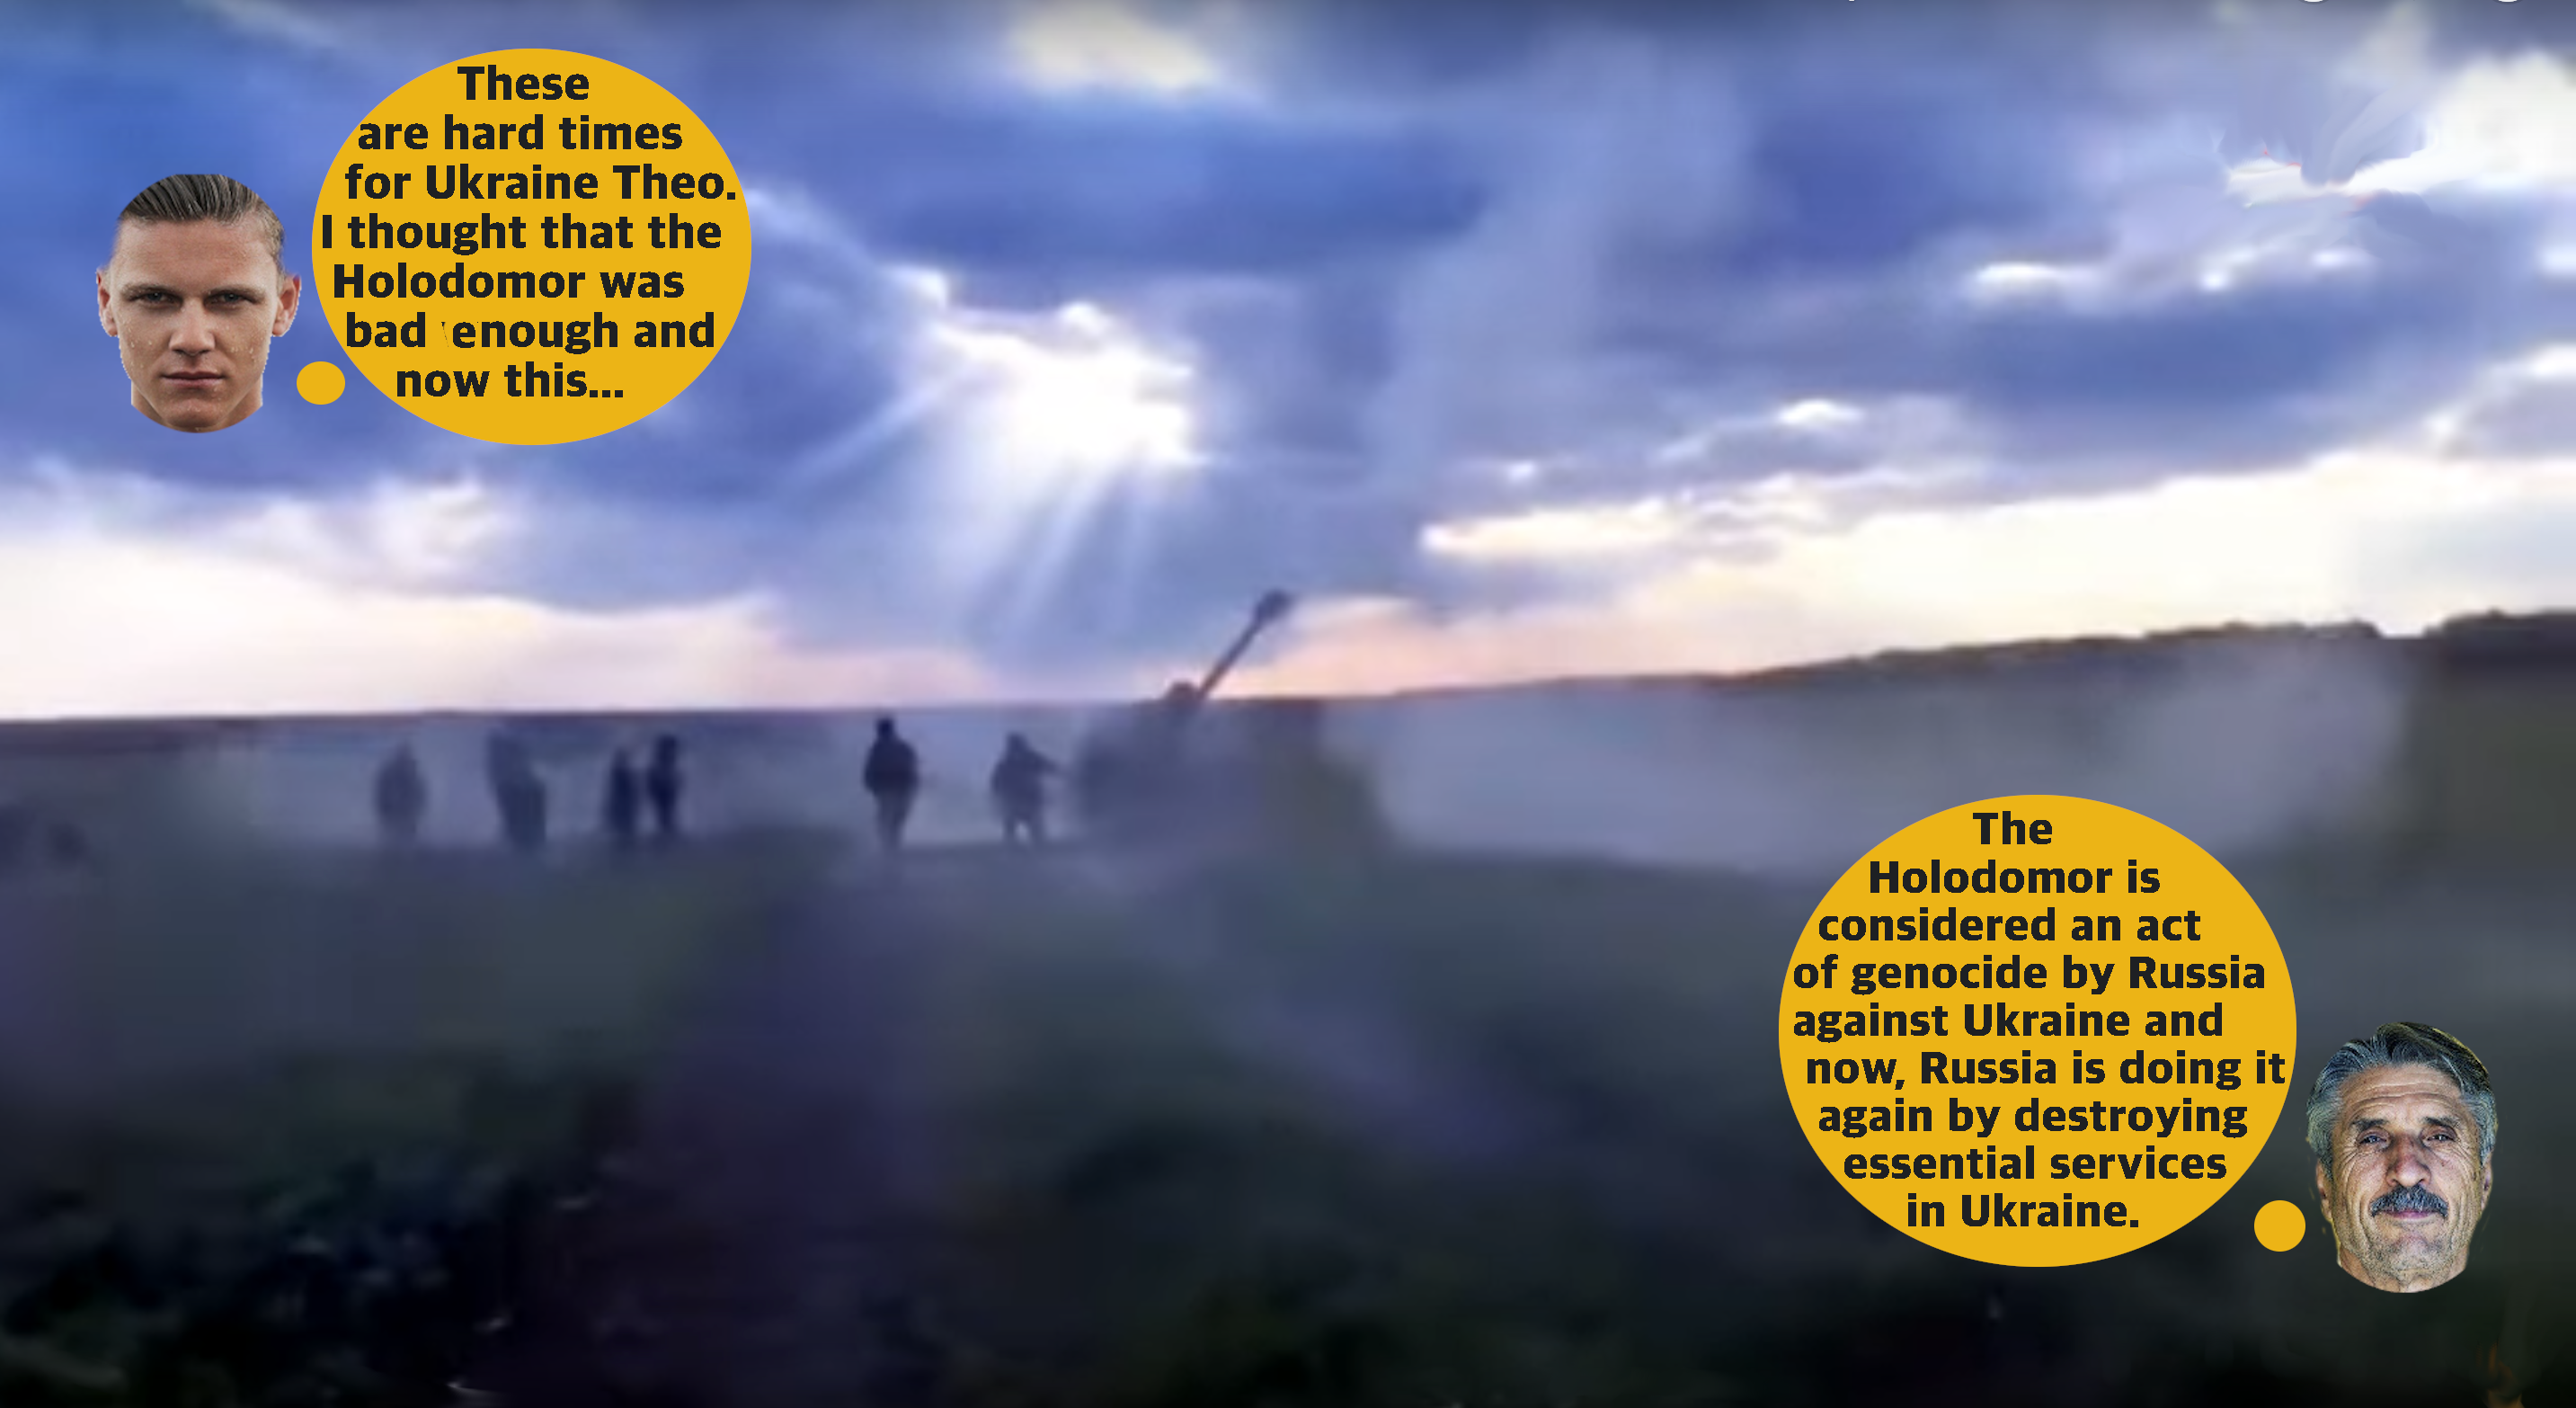 These
are hard times
for Ukraine Theo.
I thought that the
Holodomor was
bad enough and
now this...
The
Holodomor is
considered an act
of genocide by Russia
against Ukraine and
now, Russia is doing it
again by destroying
essential services
in Ukraine.